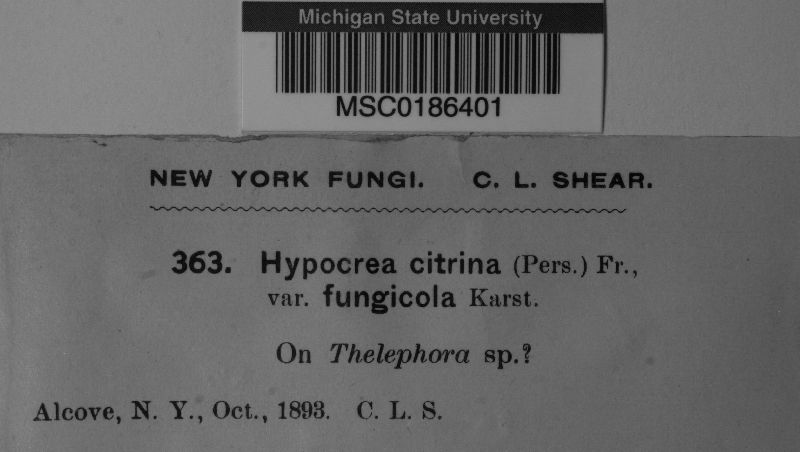 Michigan State University
MSC0186401
NEW YORK FUNGI. C. L. SHEAR.
363. Hypocrea citrina (Pers.) Fr.,
var. fungicola Karst.
On Thelephora sp.?
Alcove, N. Y., Oct., 1893. C. L. S.